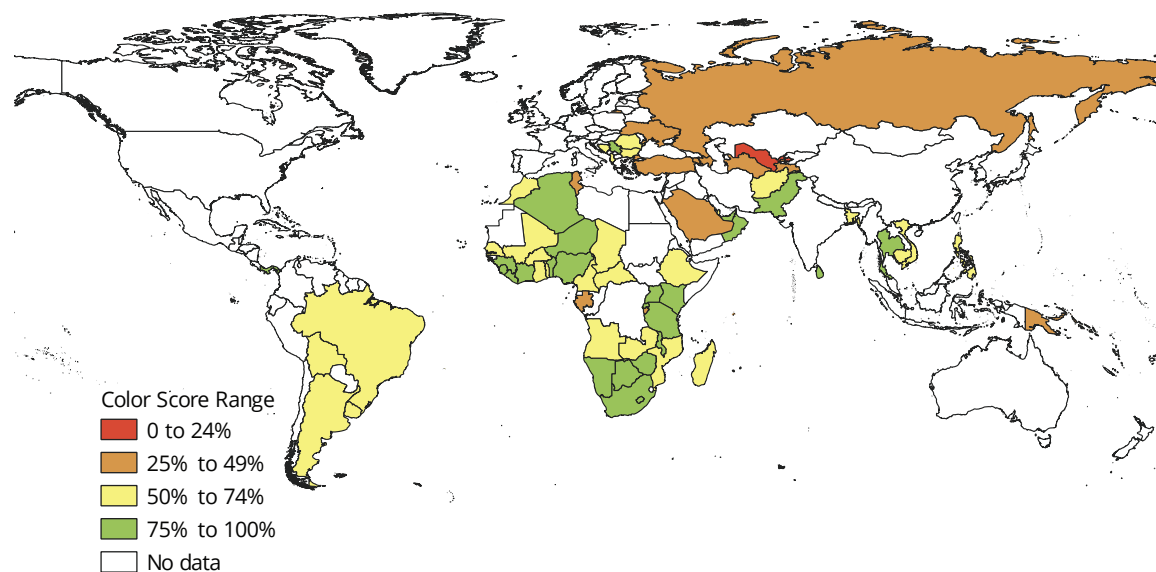 Color Score Range
0 to 24%
25% to 49%
50% to 74%
75% to 100%
No data